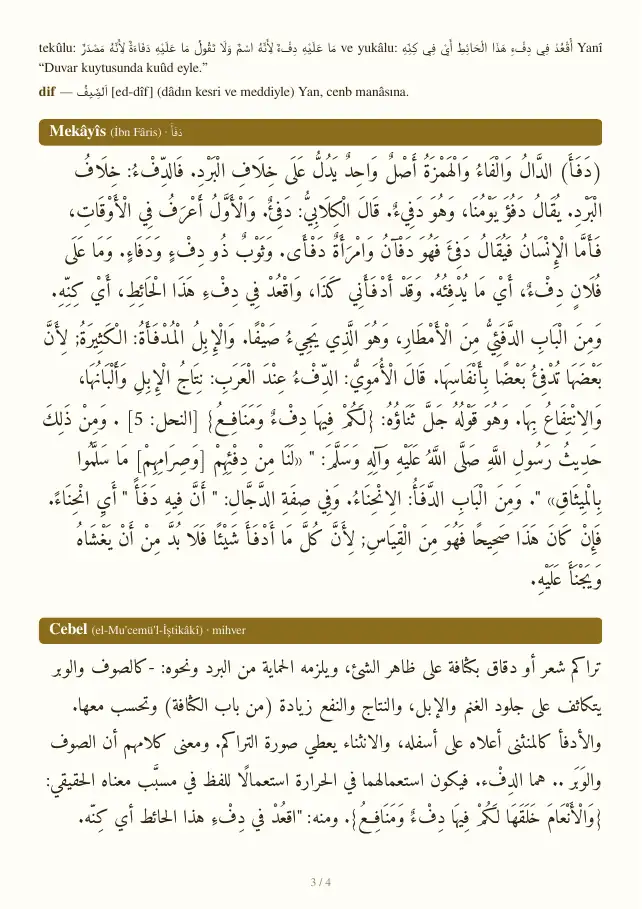 tekûlu: مَا عَلَيْهِ دِفْءٌ لِأَنَّهُ اسْمٌ وَلَا تَقُولُ مَا عَلَيْهِ دَفَاءَةٌ لِأَنَّهُ مَصْدَرٌ ve yukâlu: أُقْعُدْ فِي دِفْءِ هَذَا الْحَائِطِ أَيْ فِي كِنِّهِ Yanî
“Duvar kuytusunda kuûd eyle.”
dif — اَلضِّيفُ [ed-dîf] (dâdın kesri ve meddiyle) Yan, cenb manâsına.
Mekâyîs (İbn Fâris) · دَفَأَ
(دَفَأَ) الدَّالُ وَالْفَاءُ وَالْهَمْزَةُ أَصْلٌ وَاحِدٌ يَدُلُّ عَلَى خِلَافِ الْبَرْدِ. فَالدِّفْءُ: خِلَافُ
الْبَرْدِ. يُقَالُ دَفُؤَ يَوْمُنَا، وَهُوَ دَفِيءٌ. قَالَ الْكِلَابِيُّ: دَفِئٌ. وَالْأَوَّلُ أَعْرَفُ فِي الْأَوْقَاتِ،
فَأَمَّا الْإِنْسَانُ فَيُقَالُ دَفِئَ فَهُوَ دَفْآنُ وَامْرَأَةٌ دَفْأَى. وَثَوْبٌ ذُو دِفْءٍ وَدَفَاءٍ. وَمَا عَلَى
فُلَانٍ دِفْءٌ، أَيْ مَا يُدْفِئُهُ. وَقَدْ أَدْفَأَنِي كَذَا، وَاقْعُدْ فِي دِفْءِ هَذَا الْحَائِطِ، أَيْ كِنِّهِ.
وَمِنَ الْبَابِ الدَّفَئِيُّ مِنَ الْأَمْطَارِ، وَهُوَ الَّذِي يَجِيءُ صَيْفًا. وَالْإِبِلُ الْمُدْفَأَةُ: الْكَثِيرَةُ; لِأَنَّ
بَعْضَهَا تُدْفِئُ بَعْضًا بِأَنْفَاسِهَا. قَالَ الْأُمَوِيُّ: الدِّفْءُ عِنْدَ الْعَرَبِ: نِتَاجُ الْإِبِلِ وَأَلْبَانُهَا،
وَالِانْتِفَاعُ بِهَا. وَهُوَ قَوْلُهُ جَلَّ ثَنَاؤُهُ: {لَكُمْ فِيهَا دِفْءٌ وَمَنَافِعُ} [النحل: 5] . وَمِنْ ذَلِكَ
حَدِيثُ رَسُولِ اللَّهِ صَلَّى اللَّهُ عَلَيْهِ وَآلِهِ وَسَلَّمَ: " «لَنَا مِنْ دِفْئِهِمْ [وَصِرَامِهِمْ] مَا سَلَّمُوا
بِالْمِيثَاقِ» ". وَمِنَ الْبَابِ الدَّفَأُ: الِانْحِنَاءُ. وَفِي صِفَةِ الدَّجَّالِ: " أَنَّ فِيهِ دَفَأً " أَيِ انْحِنَاءً.
فَإِنْ كَانَ هَذَا صَحِيحًا فَهُوَ مِنَ الْقِيَاسِ; لِأَنَّ كُلَّ مَا أَدْفَأَ شَيْئًا فَلَا بُدَّ مِنْ أَنْ يَغْشَاهُ
وَيَجْنَأَ عَلَيْهِ.
Cebel (el-Mu'cemü'l-İştikâkî) · mihver
تراكم شعر أو دقاق بكثافة على ظاهر الشئ، ويلزمه الحماية من البرد ونحوه: -كالصوف والوبر
يتكاثف على جلود الغنم والإبل، والنتاج والنفع زيادة (من باب الكثافة) وتحسب معها.
والأدفأ كالمنثنى أعلاه على أسفله، والانثناء يعطي صورة التراكم. ومعنى كلامهم أن الصوف
والوَبَر .. هما الدِفْء. فيكون استعمالهما في الحرارة استعمالًا للفظ في مسبَّب معناه الحقيقي:
{وَالْأَنْعَامَ خَلَقَهَا لَكُمْ فِيهَا دِفْءٌ وَمَنَافِعُ}. ومنه: "اقعُدْ في دِفْءِ هذا الحائط أي كنّه.
3 / 4